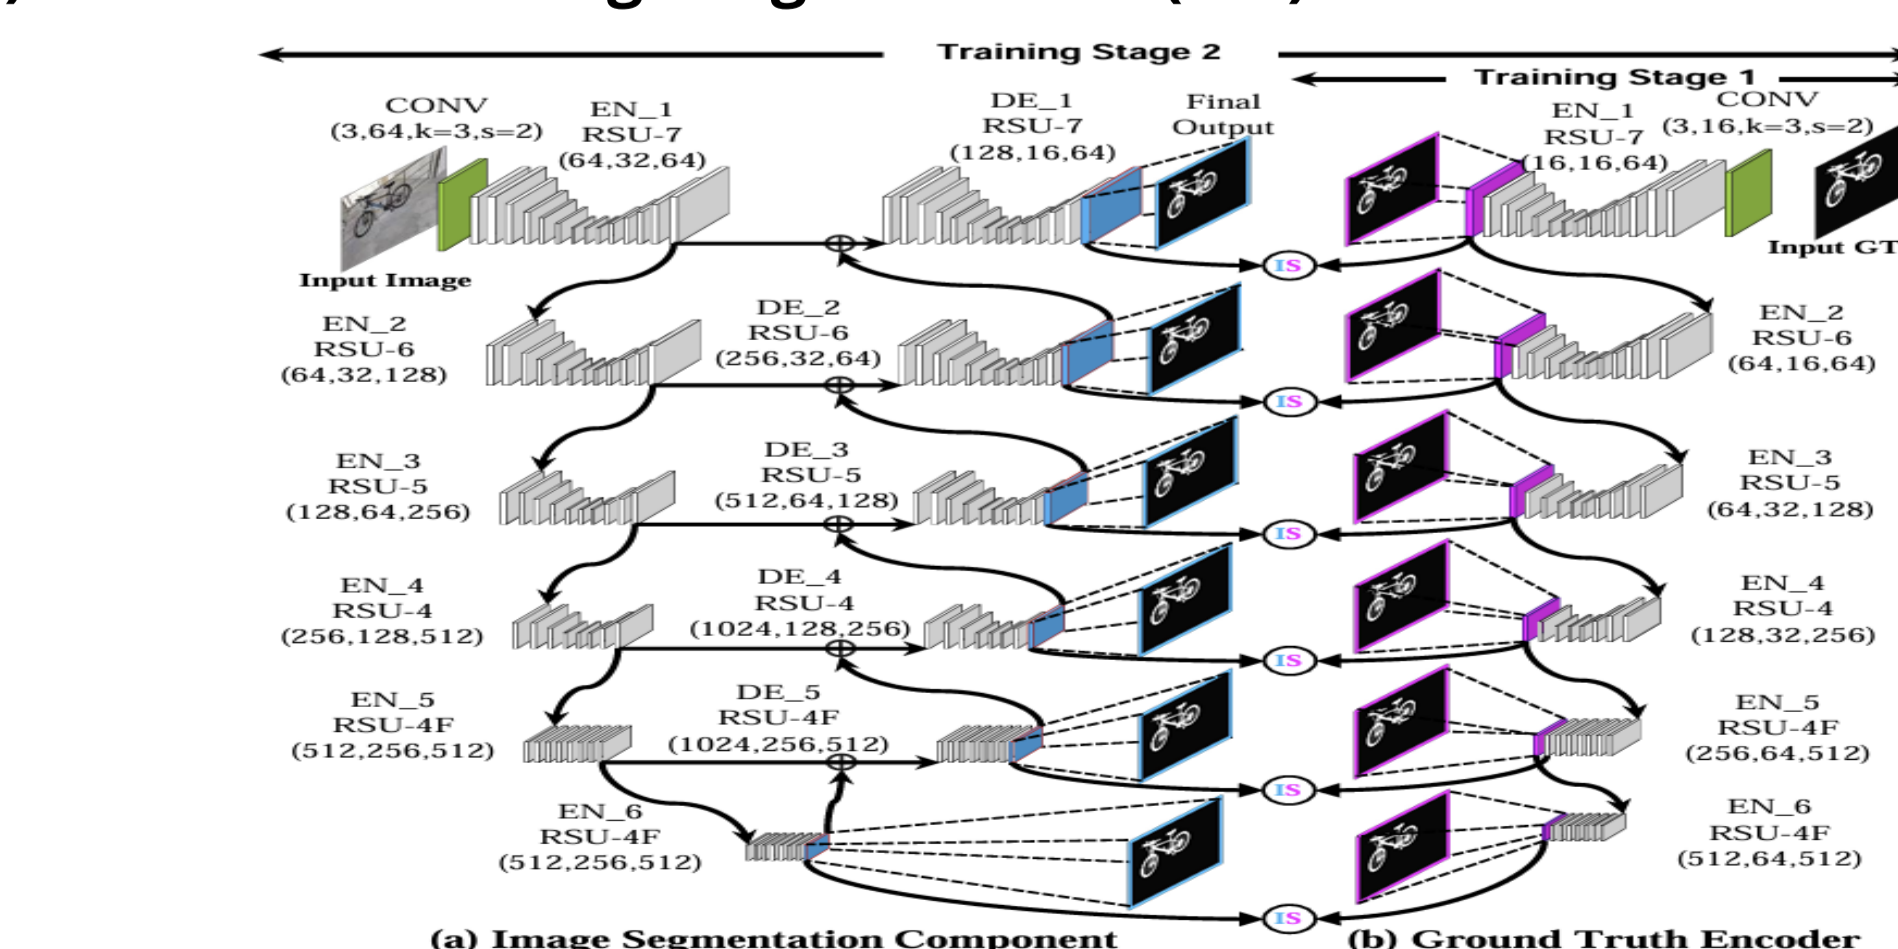 Training Stage 2
Training Stage 1
CONV
(3,64,k=3,s=2)
EN_1
RSU-7
(64,32,64)
DE_1
RSU-7
(128,16,64)
Final
Output
EN_1
RSU-7
(16,16,64)
CONV
(3,16,k=3,s=2)
Input Image
IS
Input GT
EN_2
RSU-6
(64,32,128)
DE_2
RSU-6
(256,32,64)
IS
EN_2
RSU-6
(64,16,64)
EN_3
RSU-5
(128,64,256)
DE_3
RSU-5
(512,64,128)
IS
EN_3
RSU-5
(64,32,128)
EN_4
RSU-4
(256,128,512)
DE_4
RSU-4
(1024,128,256)
IS
EN_4
RSU-4
(128,32,256)
EN_5
RSU-4F
(512,256,512)
DE_5
RSU-4F
(1024,256,512)
IS
EN_5
RSU-4F
(256,64,512)
EN_6
RSU-4F
(512,256,512)
IS
EN_6
RSU-4F
(512,64,512)
(a) Image Segmentation Component
(b) Ground Truth Encoder